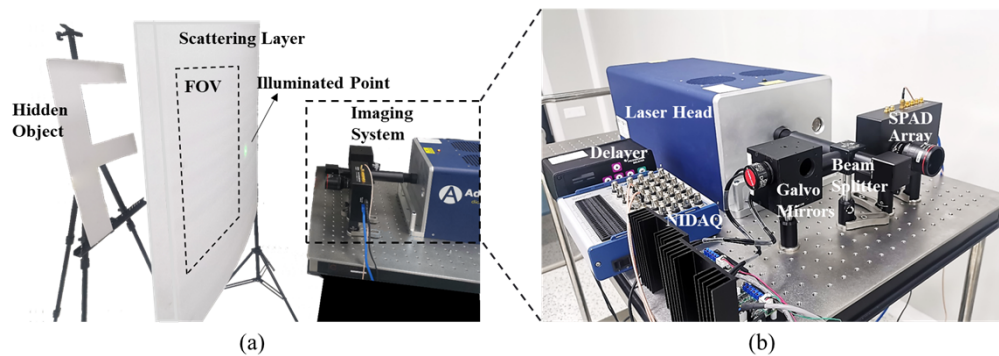 Scattering Layer
FOV
Illuminated Point
Hidden
Object
Imaging
System
Laser Head
SPAD
Array
Delayer
Beam
Splitter
Galvo
Mirrors
NIDAQ
(a)
(b)